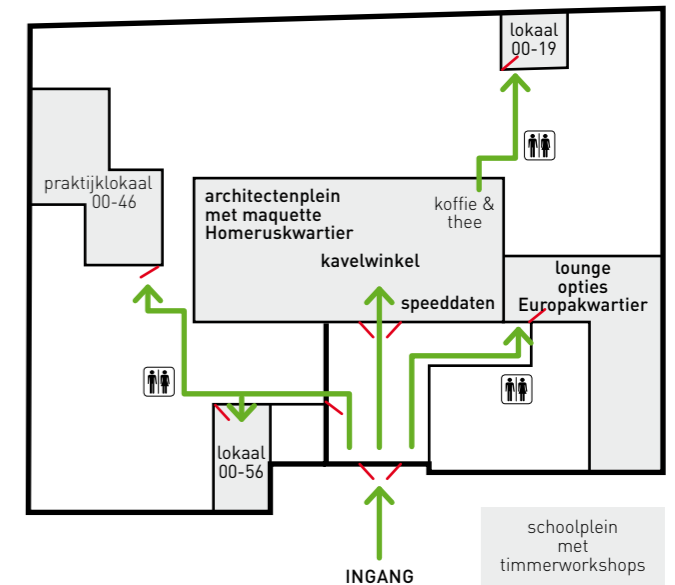 lokaal
00-19
praktijklokaal
00-46
architectenplein
met maquette
Homeruskwartier
koffie &
thee
kavelwinkel
speeddaten
lounge
opties
Europakwartier
lokaal
00-56
schoolplein
met
timmerworkshops
INGANG